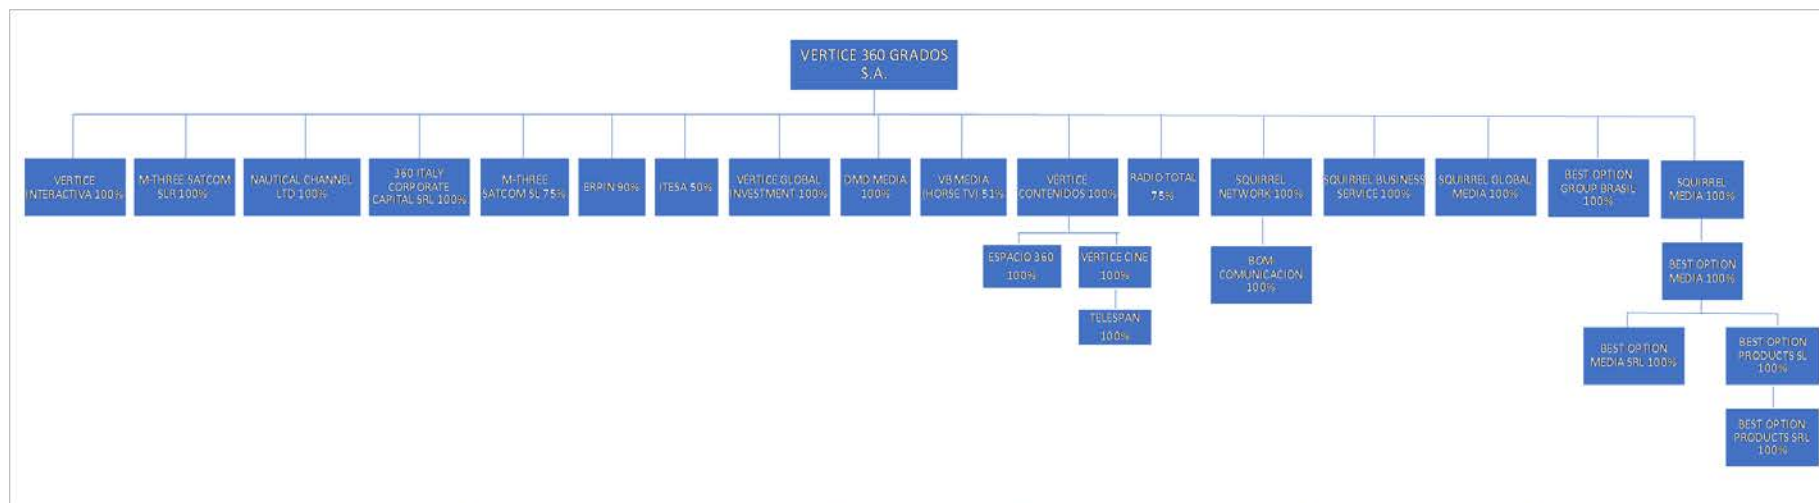 VERTICE 360 GRADOS
S.A.
VERTICE
INTERACTIVA 100%
M-THREE SATCOM
SLR 100%
NAUTICAL CHANNEL
LTD 100%
360 ITALY
CORPORATE
CAPITAL SRL 100%
M-THREE
SATCOM SL 75%
ERPIN 90%
ITESA 50%
VERTICE GLOBAL
INVESTMENT 100%
DMD MEDIA
100%
VB MEDIA
(HORSE TV) 51%
VERTICE
CONTENIDOS 100%
RADIO TOTAL
75%
SQUIRREL
NETWORK 100%
SQUIRREL BUSINESS
SERVICE 100%
SQUIRREL GLOBAL
MEDIA 100%
BEST OPTION
GROUP BRASIL
100%
SQUIRREL
MEDIA 100%
ESPACIO 360
100%
VERTICE CINE
100%
BOM
COMUNICACION
100%
BEST OPTION
MEDIA 100%
TELESPAN
100%
BEST OPTION
MEDIA SRL 100%
BEST OPTION
PRODUCTS SL
100%
BEST OPTION
PRODUCTS SRL
100%